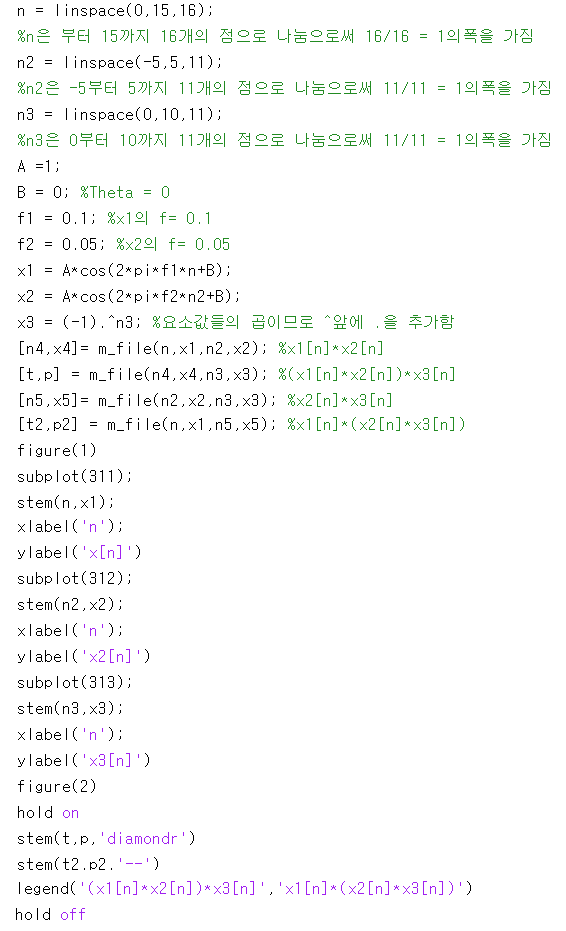 n = linspace(0,15,16);
%n은 부터 15까지 16개의 점으로 나눔으로써 16/16 = 1의폭을 가짐
n2 = linspace(-5,5,11);
%n2은 -5부터 5까지 11개의 점으로 나눔으로써 11/11 = 1의폭을 가짐
n3 = linspace(0,10,11);
%n3은 0부터 10까지 11개의 점으로 나눔으로써 11/11 = 1의폭을 가짐
A =1;
B = 0; %Theta = 0
f1 = 0.1; %x1의 f= 0.1
f2 = 0.05; %x2의 f= 0.05
x1 = A*cos(2*pi*f1*n+B);
x2 = A*cos(2*pi*f2*n2+B);
x3 = (-1).^n3; %요소값들의 곱이므로 ^앞에 .을 추가함
[n4,x4]= m_file(n,x1,n2,x2); %x1[n]*x2[n]
[t,p] = m_file(n4,x4,n3,x3); %(x1[n]*x2[n])*x3[n]
[n5,x5]= m_file(n2,x2,n3,x3); %x2[n]*x3[n]
[t2,p2] = m_file(n,x1,n5,x5); %x1[n]*(x2[n]*x3[n])
figure(1)
subplot(311);
stem(n,x1);
xlabel('n');
ylabel('x[n]')
subplot(312);
stem(n2,x2);
xlabel('n');
ylabel('x2[n]')
subplot(313);
stem(n3,x3);
xlabel('n');
ylabel('x3[n]')
figure(2)
hold on
stem(t,p,'diamondr')
stem(t2,p2,'--')
legend('(x1[n]*x2[n])*x3[n]','x1[n]*(x2[n]*x3[n])')
hold off